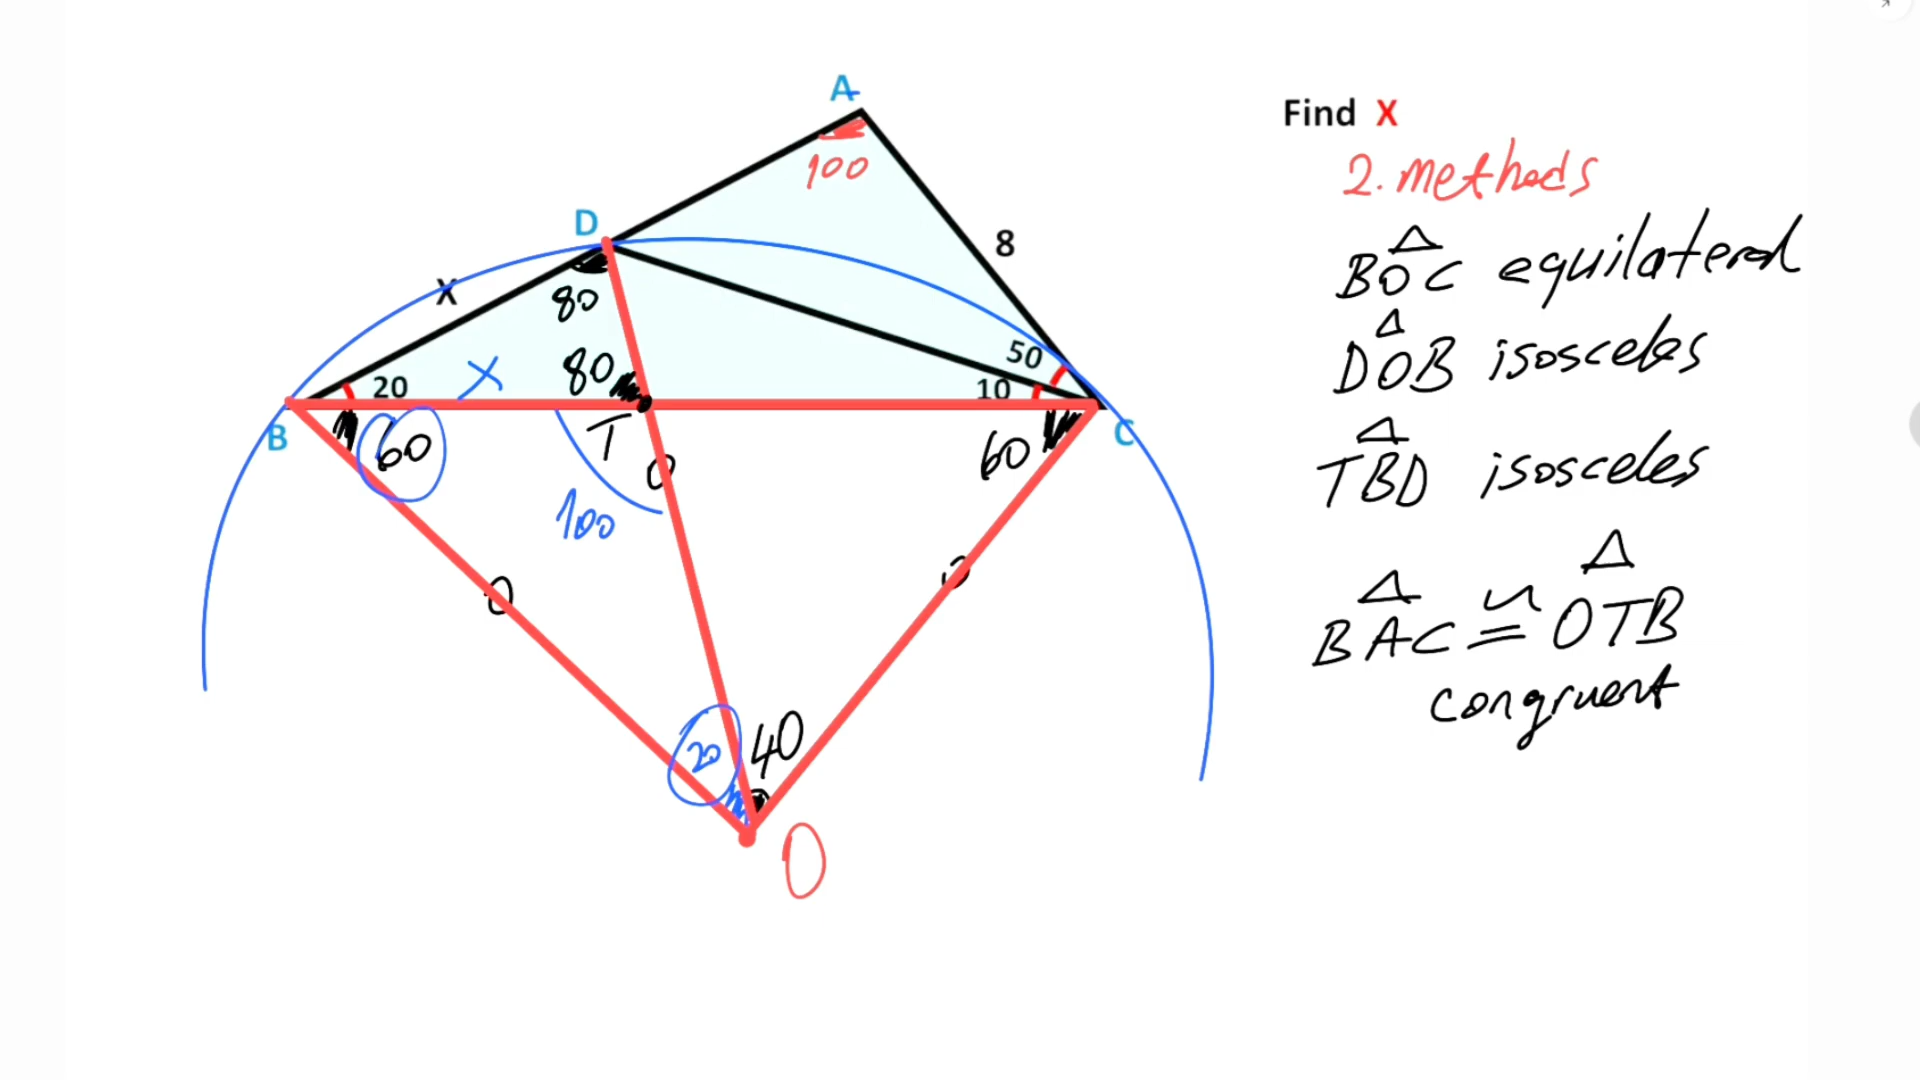 A
100
Find X
2. methods
D
8
BOC equilateral
X
80
50
DOB isosceles
20
X
80
10
B
60
T
60
C
TBD isosceles
100
BAC ≅ OTB
congruent
20
40
O